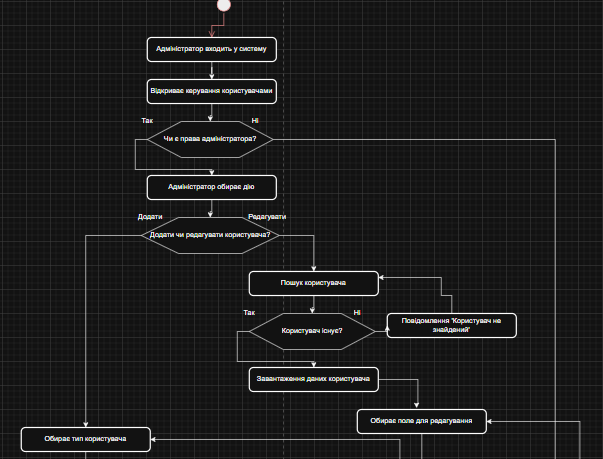 Адміністратор входить у систему
Відкриває керування користувачами
Так
Ні
Чи є права адміністратора?
Адміністратор обирає дію
Додати
Редагувати
Додати чи редагувати користувача?
Пошук користувача
Так
Ні
Повідомлення 'Користувач не
знайдений'
Користувач існує?
Завантаження даних користувача
Обирає поле для редагування
Обирає тип користувача